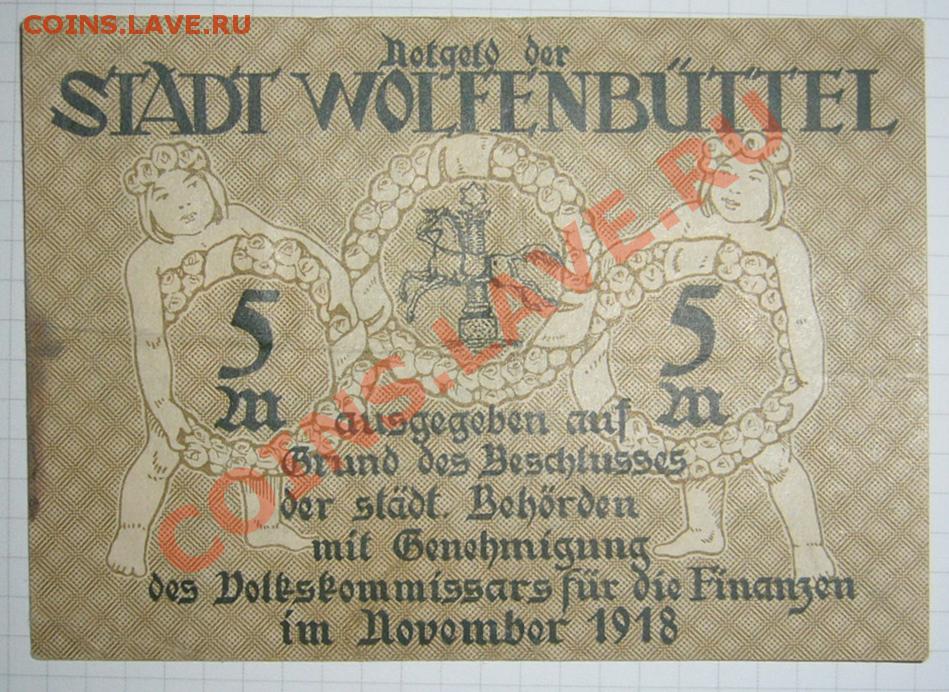 COINS.LAVE.RU
Notgeld der
STADT WOLFENBÜTTEL
5 5
M M
ausgegeben auf
Grund des Beschlusses
der städt. Behörden
mit Genehmigung
des Volkskommissars für die Finanzen
im November 1918
COINS.LAVE.RU